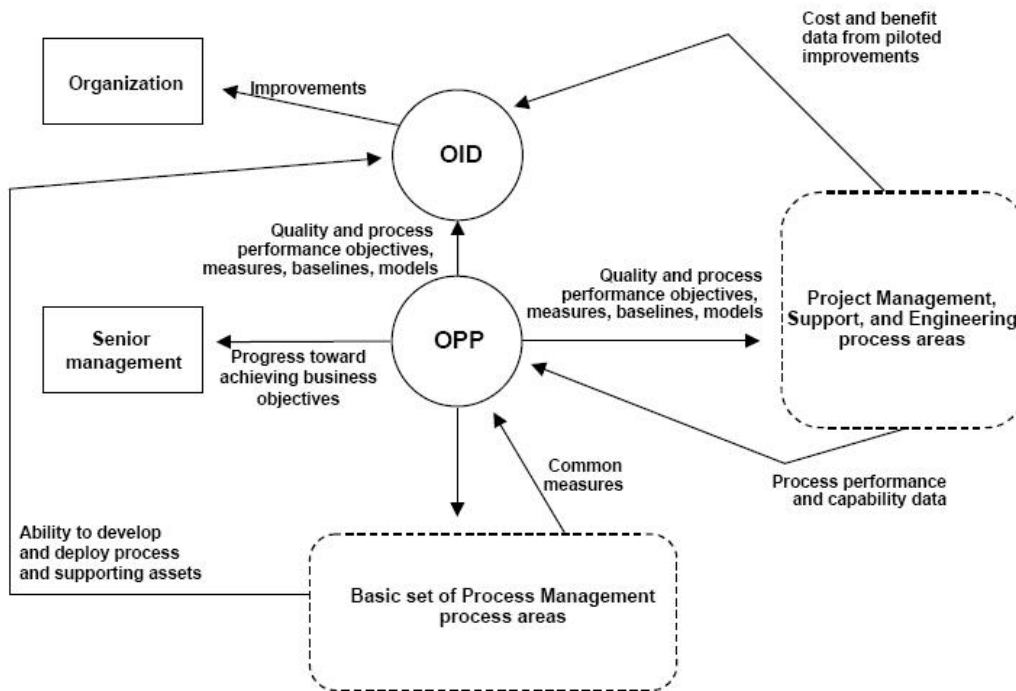 Cost and benefit
data from piloted
improvements
Organization
Improvements
OID
Quality and process
performance objectives,
measures, baselines, models
Quality and process
performance objectives,
measures, baselines, models
Project Management,
Support, and Engineering
process areas
Senior
management
OPP
Progress toward
achieving business
objectives
Common
measures
Process performance
and capability data
Ability to develop
and deploy process
and supporting assets
Basic set of Process Management
process areas